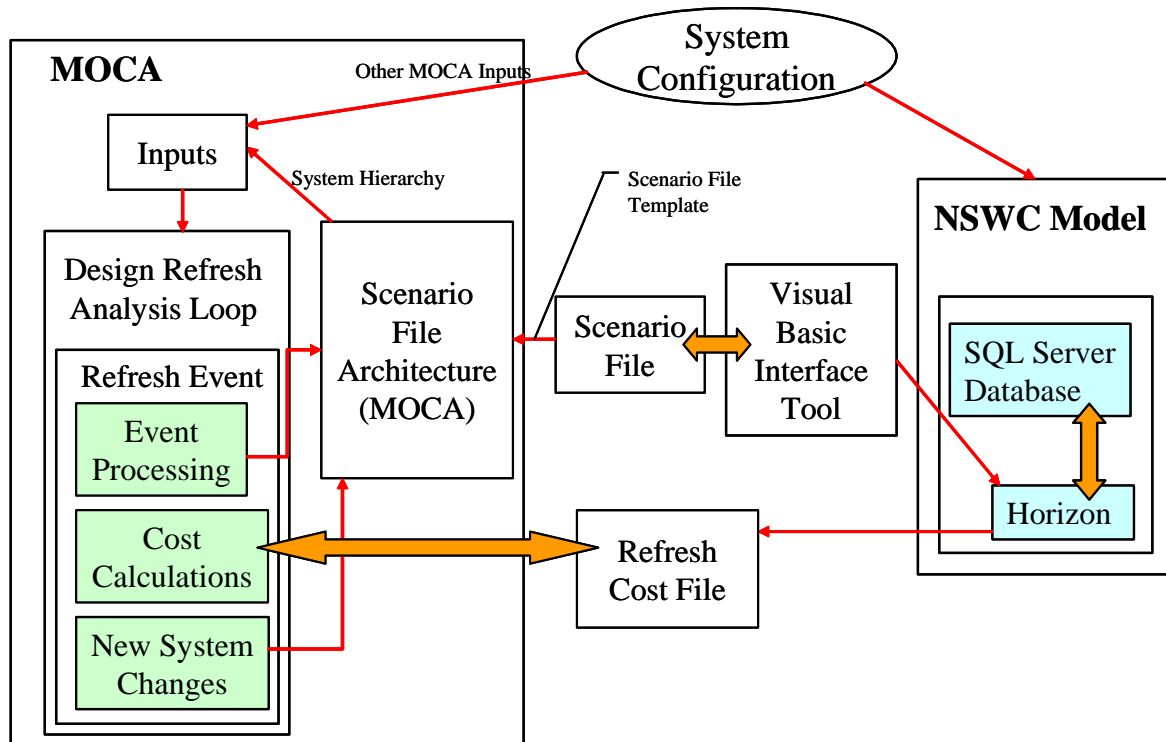 System
Configuration
MOCA
Other MOCA Inputs
Inputs
System Hierarchy
Scenario File
Template
NSWC Model
Design Refresh
Analysis Loop
Scenario
File
Architecture
(MOCA)
Scenario
File
Visual
Basic
Interface
Tool
SQL Server
Database
Refresh Event
Event
Processing
Horizon
Cost
Calculations
Refresh
Cost File
New System
Changes